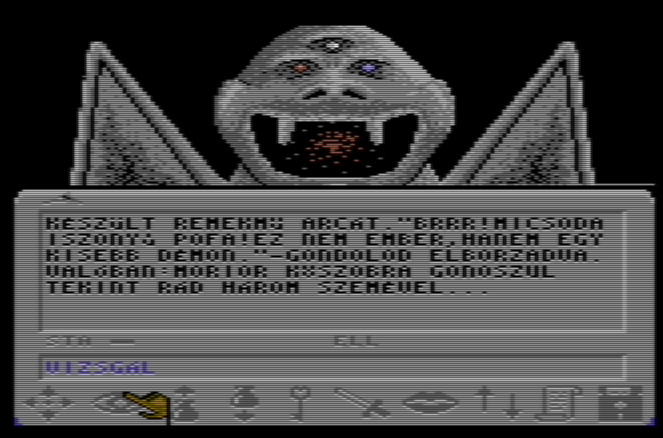 KÉSZÜLT REMEKMŰ ARCÁT."BRRR!MICSODA
ISZONYÚ POFA!EZ NEM EMBER,HANEM EGY
KISEBB DÉMON."-GONDOLOD ELBORZADVA.
VALÓBAN:MORIOR KŐSZOBRA GONOSZUL
TEKINT RÁD HÁROM SZEMÉVEL...
STA — ELL
VIZSGÁL